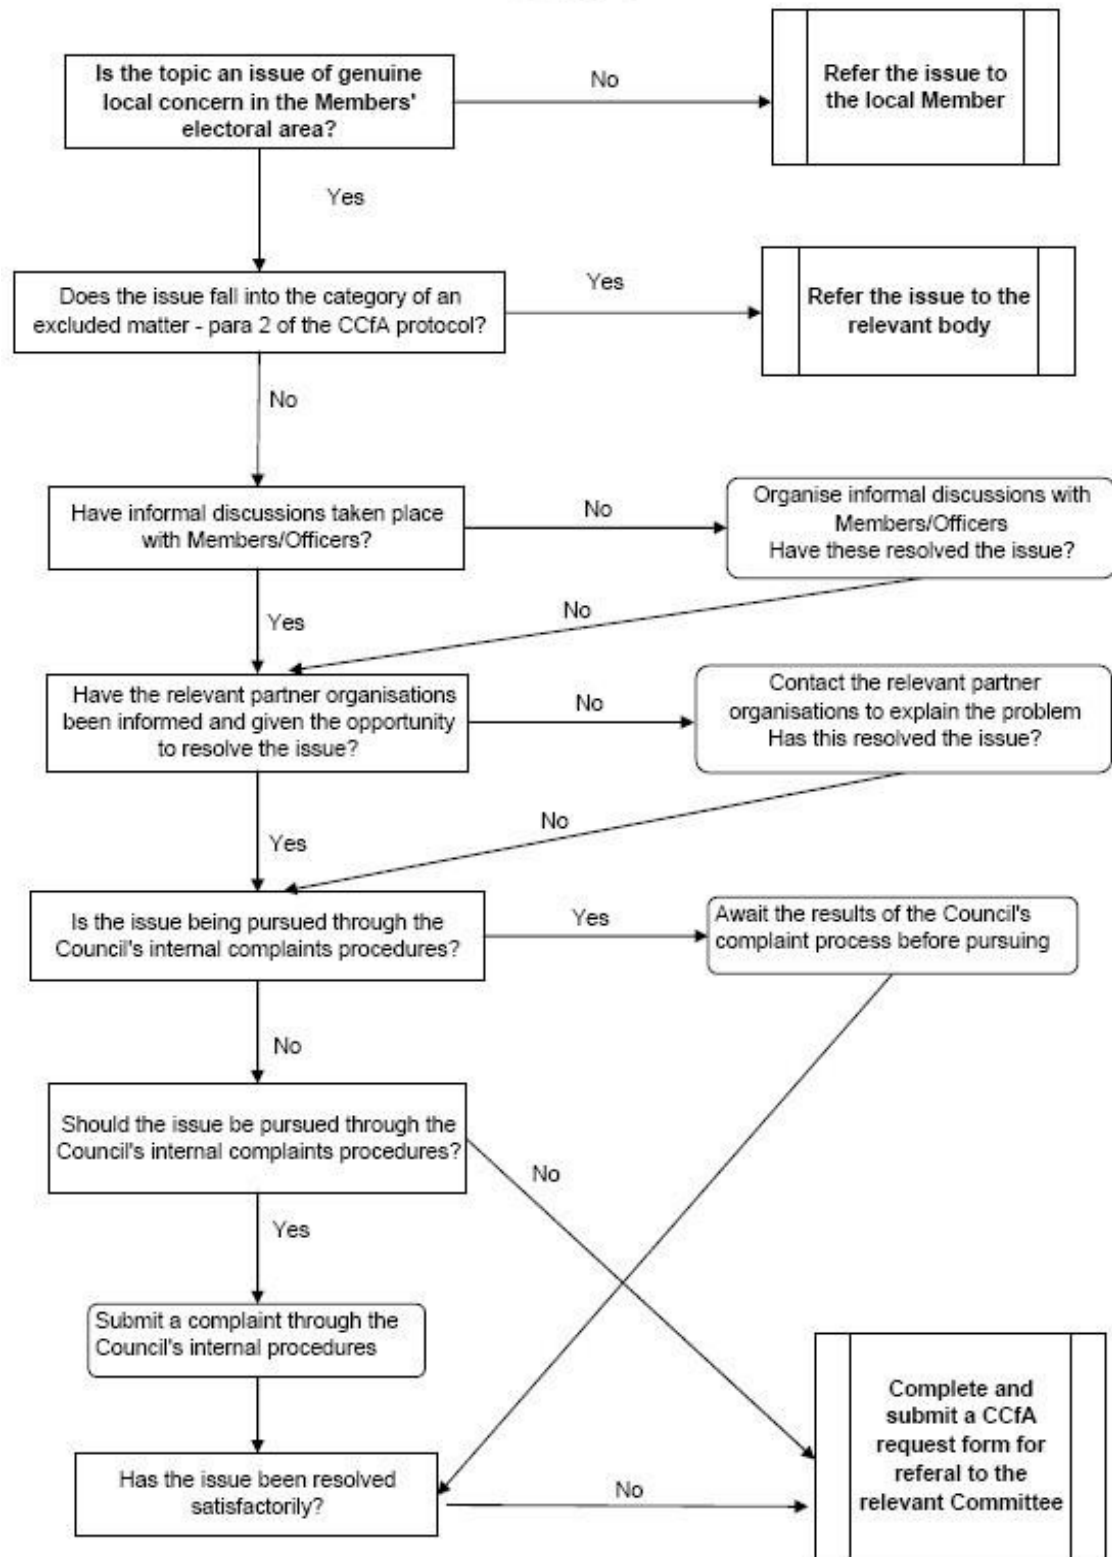 Is the topic an issue of genuine
local concern in the Members'
electoral area?
No
Refer the issue to
the local Member
Yes
Does the issue fall into the category of an
excluded matter - para 2 of the CCfA protocol?
Yes
Refer the issue to the
relevant body
No
Have informal discussions taken place
with Members/Officers?
No
Organise informal discussions with
Members/Officers
Have these resolved the issue?
Yes
No
Have the relevant partner organisations
been informed and given the opportunity
to resolve the issue?
No
Contact the relevant partner
organisations to explain the problem
Has this resolved the issue?
Yes
No
Is the issue being pursued through the
Council's internal complaints procedures?
Yes
Await the results of the Council's
complaint process before pursuing
No
Should the issue be pursued through the
Council's internal complaints procedures?
No
Yes
Submit a complaint through the
Council's internal procedures
Has the issue been resolved
satisfactorily?
No
Complete and
submit a CCfA
request form for
referal to the
relevant Committee